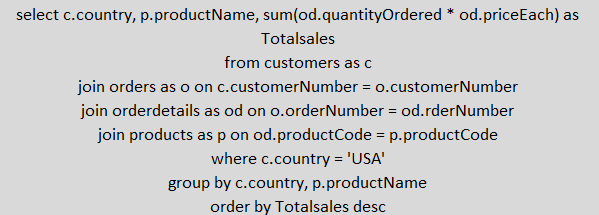 select c.country, p.productName, sum(od.quantityOrdered * od.priceEach) as
Totalsales
from customers as c
join orders as o on c.customerNumber = o.customerNumber
join orderdetails as od on o.orderNumber = od.rderNumber
join products as p on od.productCode = p.productCode
where c.country = 'USA'
group by c.country, p.productName
order by Totalsales desc